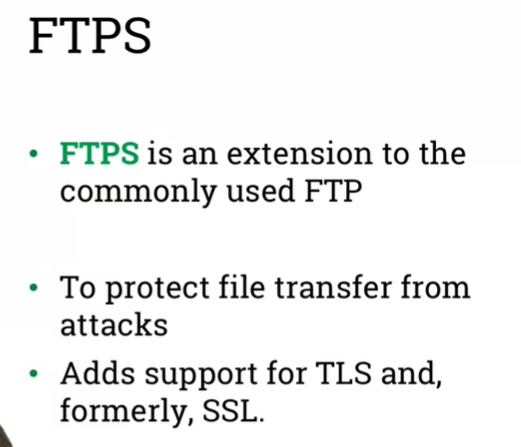 FTPS
• FTPS is an extension to the
commonly used FTP
• To protect file transfer from
attacks
• Adds support for TLS and,
formerly, SSL.